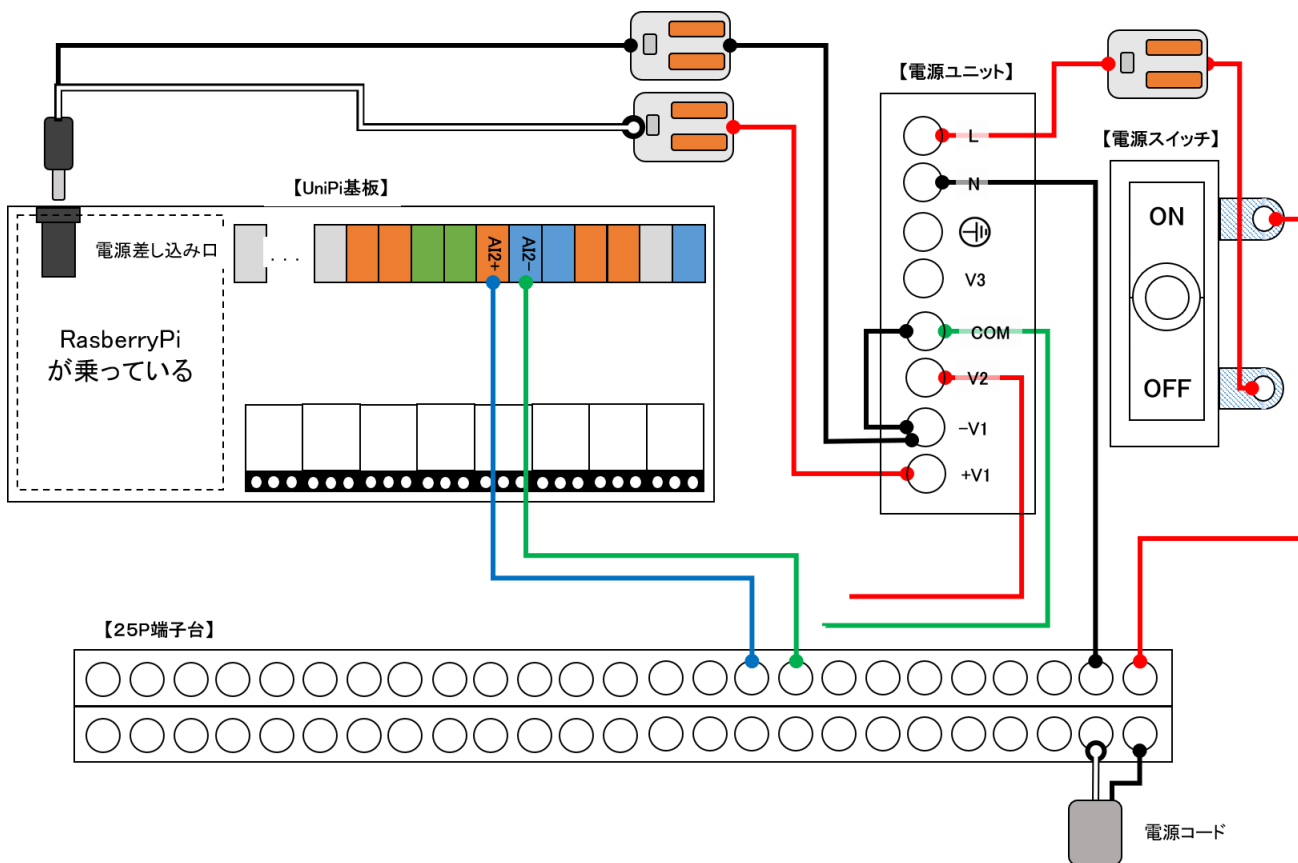 【電源ユニット】
【電源スイッチ】
L
N
V3
COM
V2
-V1
+V1
ON
OFF
【UniPi基板】
電源差し込み口
・・・
AI2+
AI2-
RasberryPi
が乗っている
【25P端子台】
電源コード